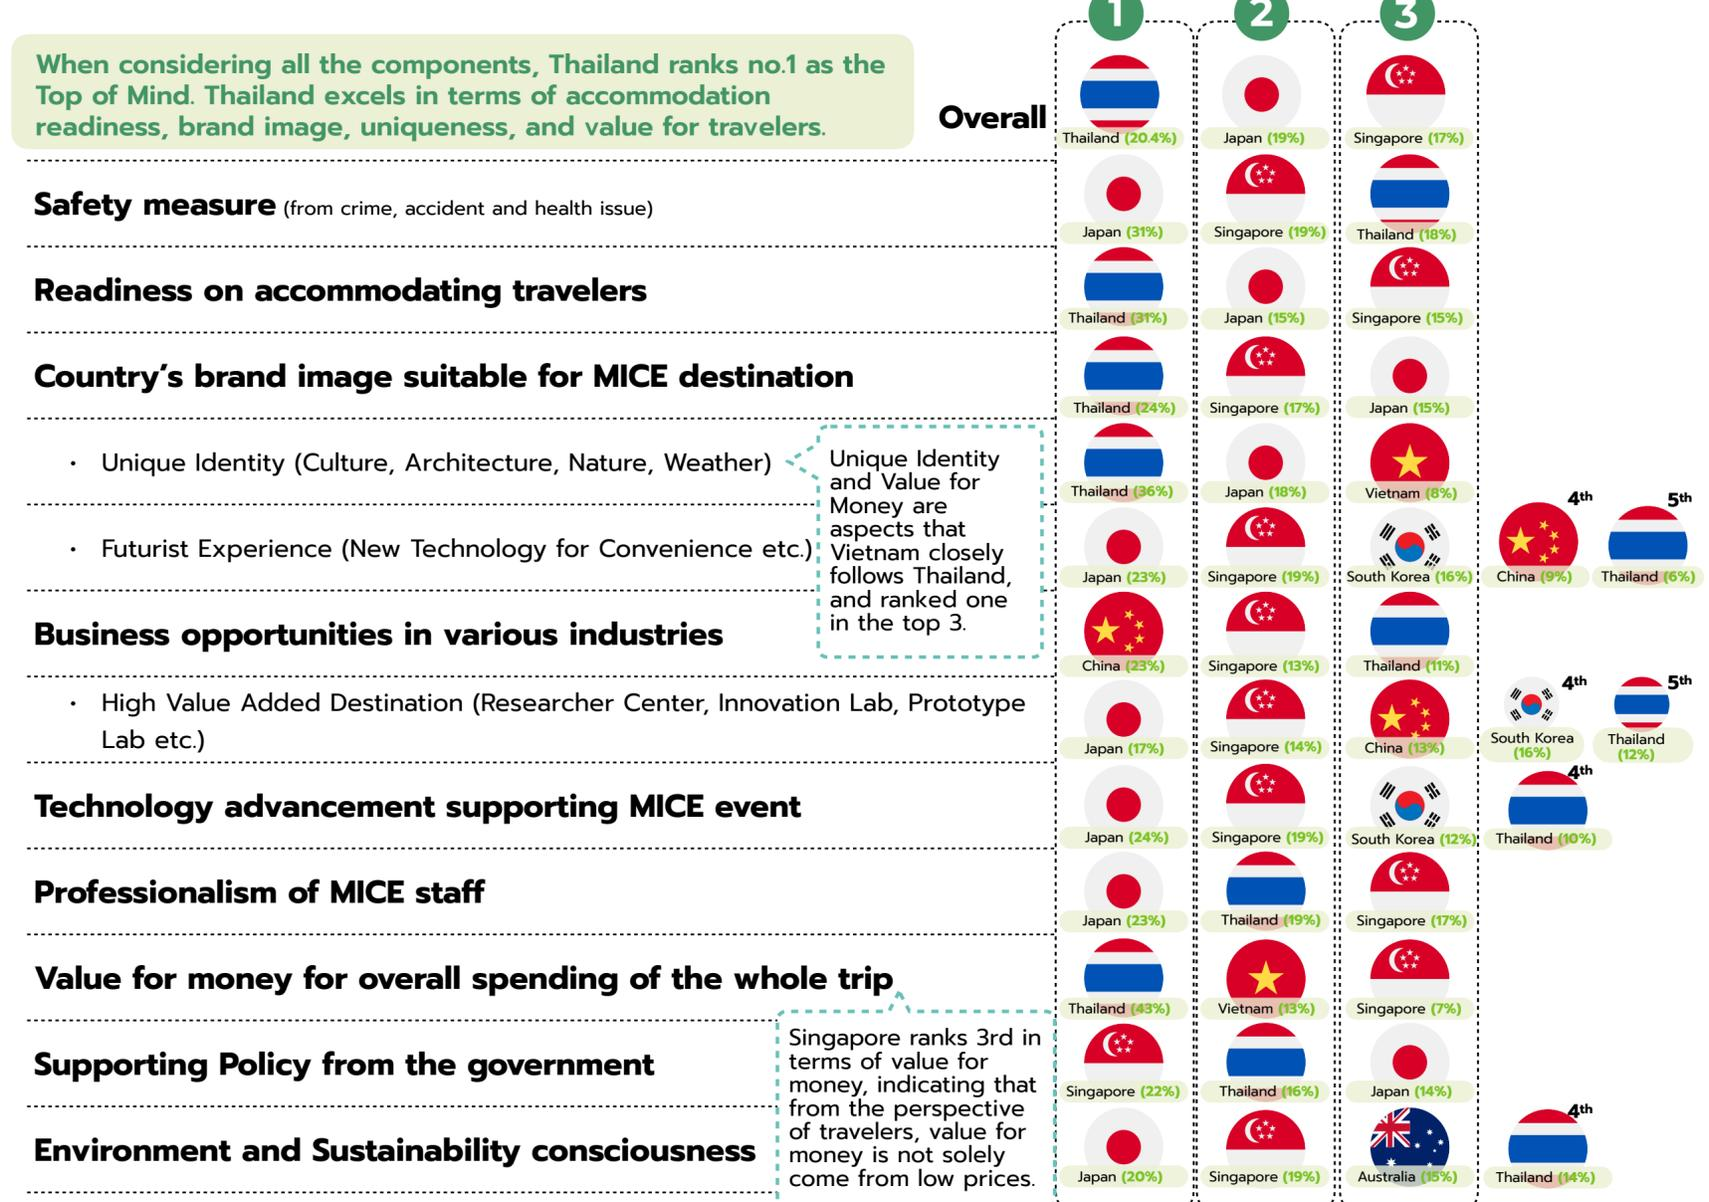 1 2 3
When considering all the components, Thailand ranks no.1 as the
Top of Mind. Thailand excels in terms of accommodation
readiness, brand image, uniqueness, and value for travelers.
Overall
Thailand (20.4%) Japan (19%) Singapore (17%)
Safety measure (from crime, accident and health issue)
Japan (31%) Singapore (19%) Thailand (18%)
Readiness on accommodating travelers
Thailand (31%) Japan (15%) Singapore (15%)
Country’s brand image suitable for MICE destination
Thailand (24%) Singapore (17%) Japan (15%)
• Unique Identity (Culture, Architecture, Nature, Weather)
Thailand (36%) Japan (18%) Vietnam (8%)
Unique Identity
and Value for
Money are
aspects that
Vietnam closely
follows Thailand,
and ranked one
in the top 3.
• Futurist Experience (New Technology for Convenience etc.)
4th 5th
Japan (23%) Singapore (19%) South Korea (16%) China (9%) Thailand (6%)
Business opportunities in various industries
China (23%) Singapore (13%) Thailand (11%)
• High Value Added Destination (Researcher Center, Innovation Lab, Prototype
Lab etc.)
4th 5th
Japan (17%) Singapore (14%) China (13%) South Korea Thailand
(16%) (12%)
Technology advancement supporting MICE event
4th
Japan (24%) Singapore (19%) South Korea (12%) Thailand (10%)
Professionalism of MICE staff
Japan (23%) Thailand (19%) Singapore (17%)
Value for money for overall spending of the whole trip
Thailand (43%) Vietnam (13%) Singapore (7%)
Singapore ranks 3rd in
terms of value for
money, indicating that
from the perspective
of travelers, value for
money is not solely
come from low prices.
Supporting Policy from the government
Singapore (22%) Thailand (16%) Japan (14%)
Environment and Sustainability consciousness
4th
Japan (20%) Singapore (19%) Australia (15%) Thailand (14%)